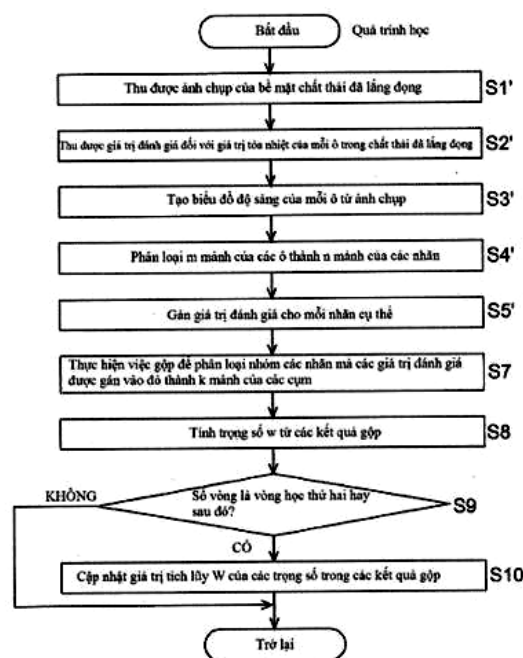 Bắt đầu
Quá trình học
Thu được ảnh chụp của bề mặt chất thải đã lắng đọng
S1'
Thu được giá trị đánh giá đối với giá trị tỏa nhiệt của mỗi ô trong chất thải đã lắng đọng
S2'
Tạo biểu đồ độ sáng của mỗi ô từ ảnh chụp
S3'
Phân loại m mảnh của các ô thành n mảnh của các nhãn
S4'
Gán giá trị đánh giá cho mỗi nhãn cụ thể
S5'
Thực hiện việc gộp để phân loại nhóm các nhãn mà các giá trị đánh giá
được gán vào đó thành k mảnh của các cụm
S7
Tính trọng số w từ các kết quả gộp
S8
KHÔNG
Số vòng là vòng học thứ hai hay
sau đó?
S9
CÓ
Cập nhật giá trị tích lũy W của các trọng số trong các kết quả gộp
S10
Trở lại